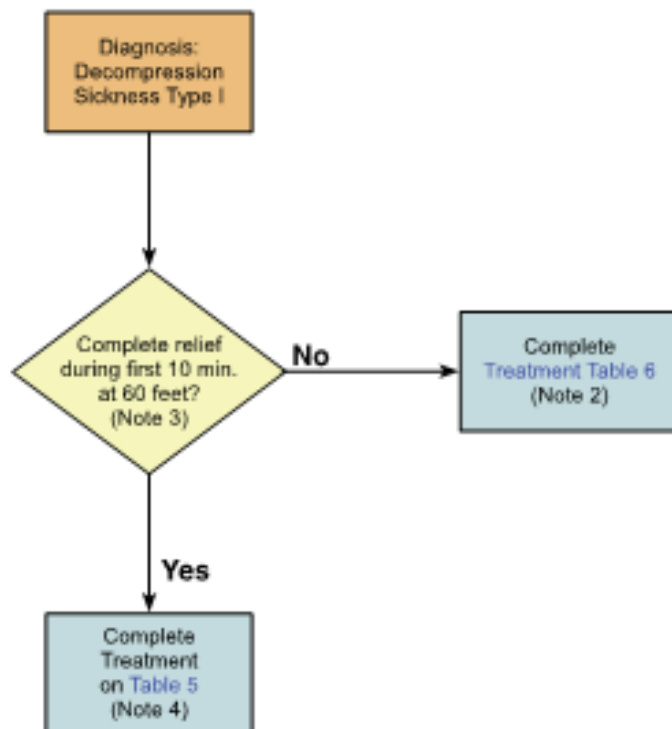 Diagnosis:
Decompression
Sickness Type I
Complete relief
during first 10 min.
at 60 feet?
(Note 3)
No
Complete
Treatment Table 6
(Note 2)
Yes
Complete
Treatment
on Table 5
(Note 4)